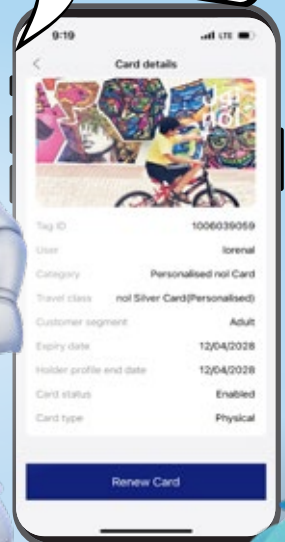 9:19
LTE
Card details
nol
Tag ID 1006039059
User lorenal
Category Personalised nol Card
Travel class nol Silver Card(Personalised)
Customer segment Adult
Expiry date 12/04/2028
Holder profile end date 12/04/2028
Card status Enabled
Card type Physical
Renew Card